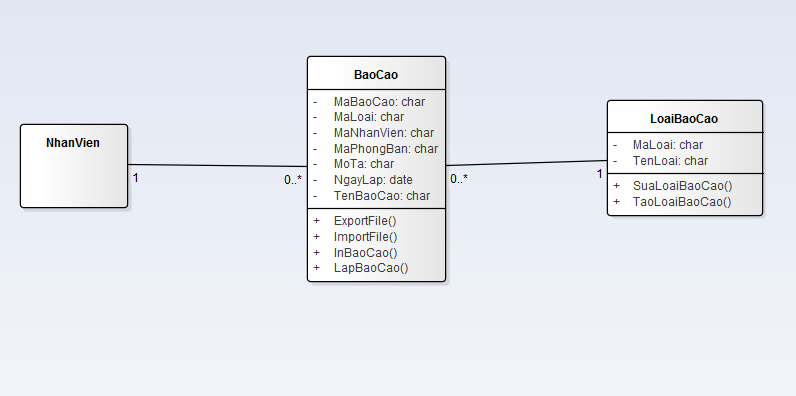 NhanVien
1
0..*
BaoCao
- MaBaoCao: char
- MaLoai: char
- MaNhanVien: char
- MaPhongBan: char
- MoTa: char
- NgayLap: date
- TenBaoCao: char
+ ExportFile()
+ ImportFile()
+ InBaoCao()
+ LapBaoCao()
0..*
1
LoaiBaoCao
- MaLoai: char
- TenLoai: char
+ SuaLoaiBaoCao()
+ TaoLoaiBaoCao()